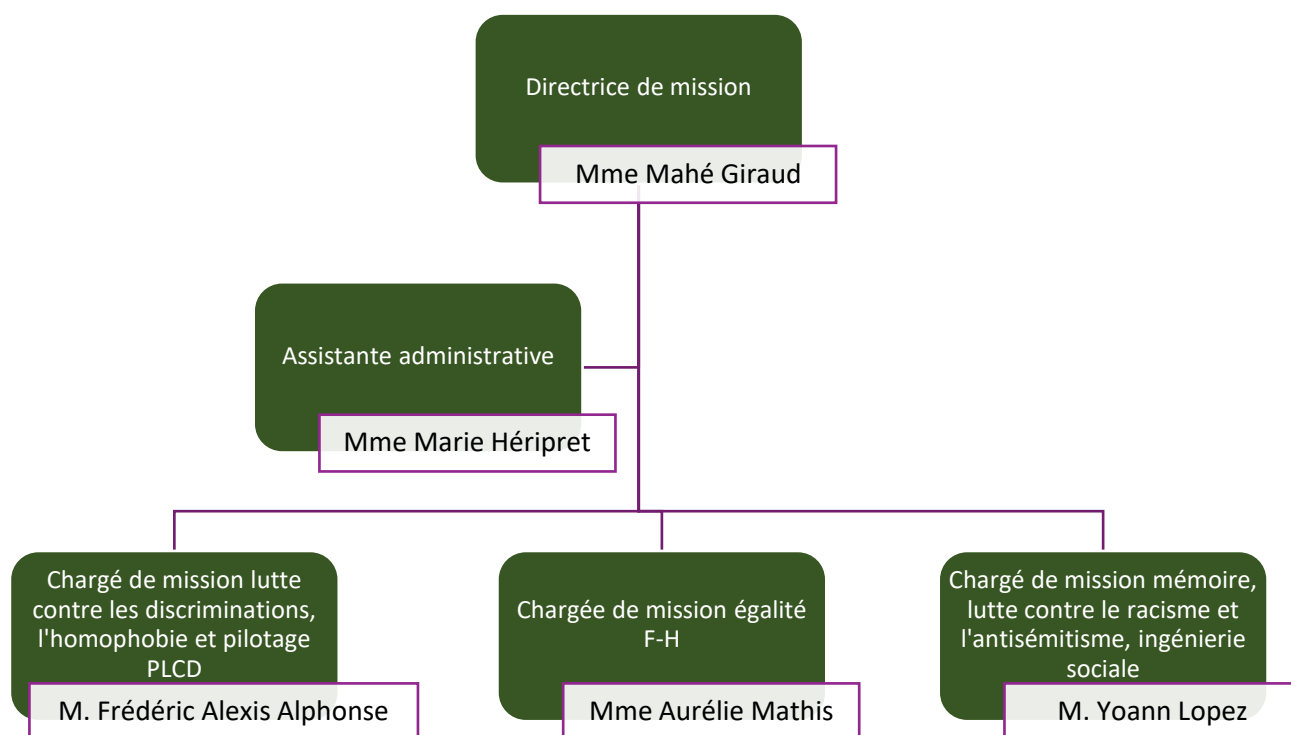 Directrice de mission
Mme Mahé Giraud
Assistante administrative
Mme Marie Héripret
Chargé de mission lutte
contre les discriminations,
l'homophobie et pilotage
PLCD
M. Frédéric Alexis Alphonse
Chargée de mission égalité
F-H
Mme Aurélie Mathis
Chargé de mission mémoire,
lutte contre le racisme et
l'antisémitisme, ingénierie
sociale
M. Yoann Lopez